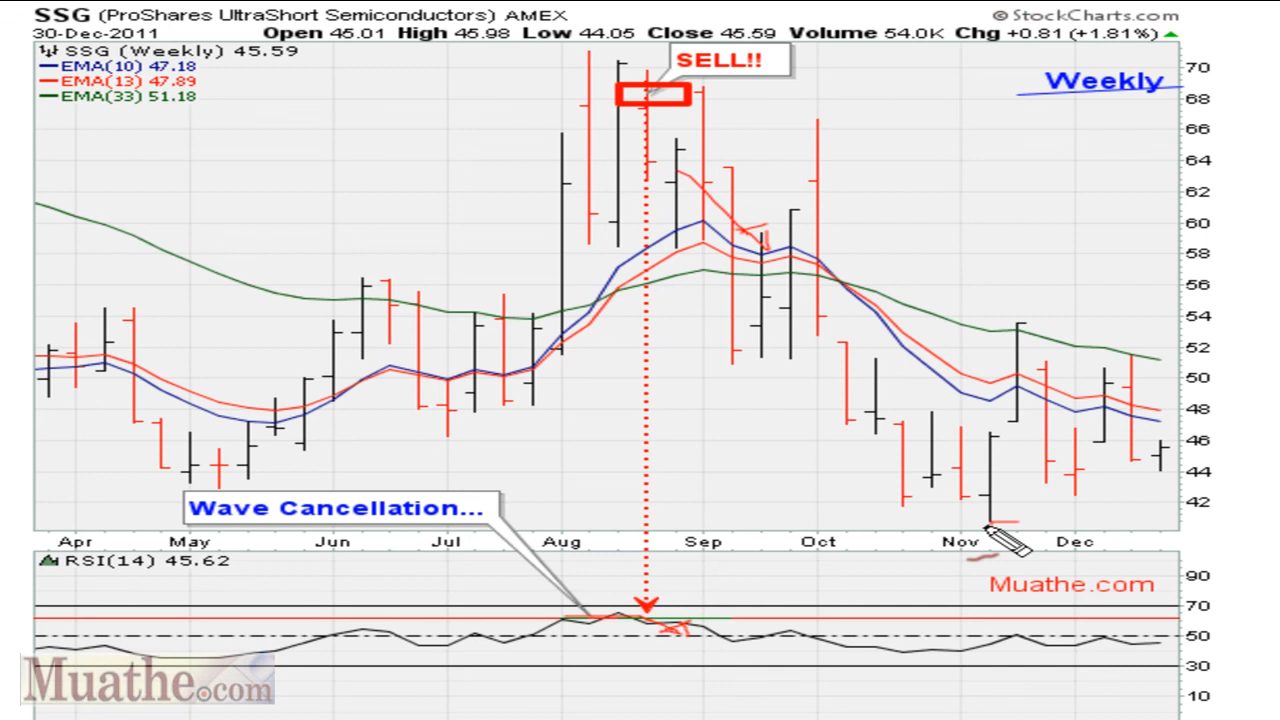 SSG (ProShares UltraShort Semiconductors) AMEX
© StockCharts.com
30-Dec-2011
Open 45.01 High 45.98 Low 44.05 Close 45.59 Volume 54.0K Chg +0.81 (+1.81%)
SSG (Weekly) 45.59
EMA(10) 47.18
EMA(13) 47.89
EMA(33) 51.18
SELL!!
Weekly
70
68
66
64
62
60
58
56
54
52
50
48
46
44
42
Wave Cancellation...
Apr May Jun Jul Aug Sep Oct Nov Dec
RSI(14) 45.62
Muathe.com
90
70
50
30
10
Muathe.com